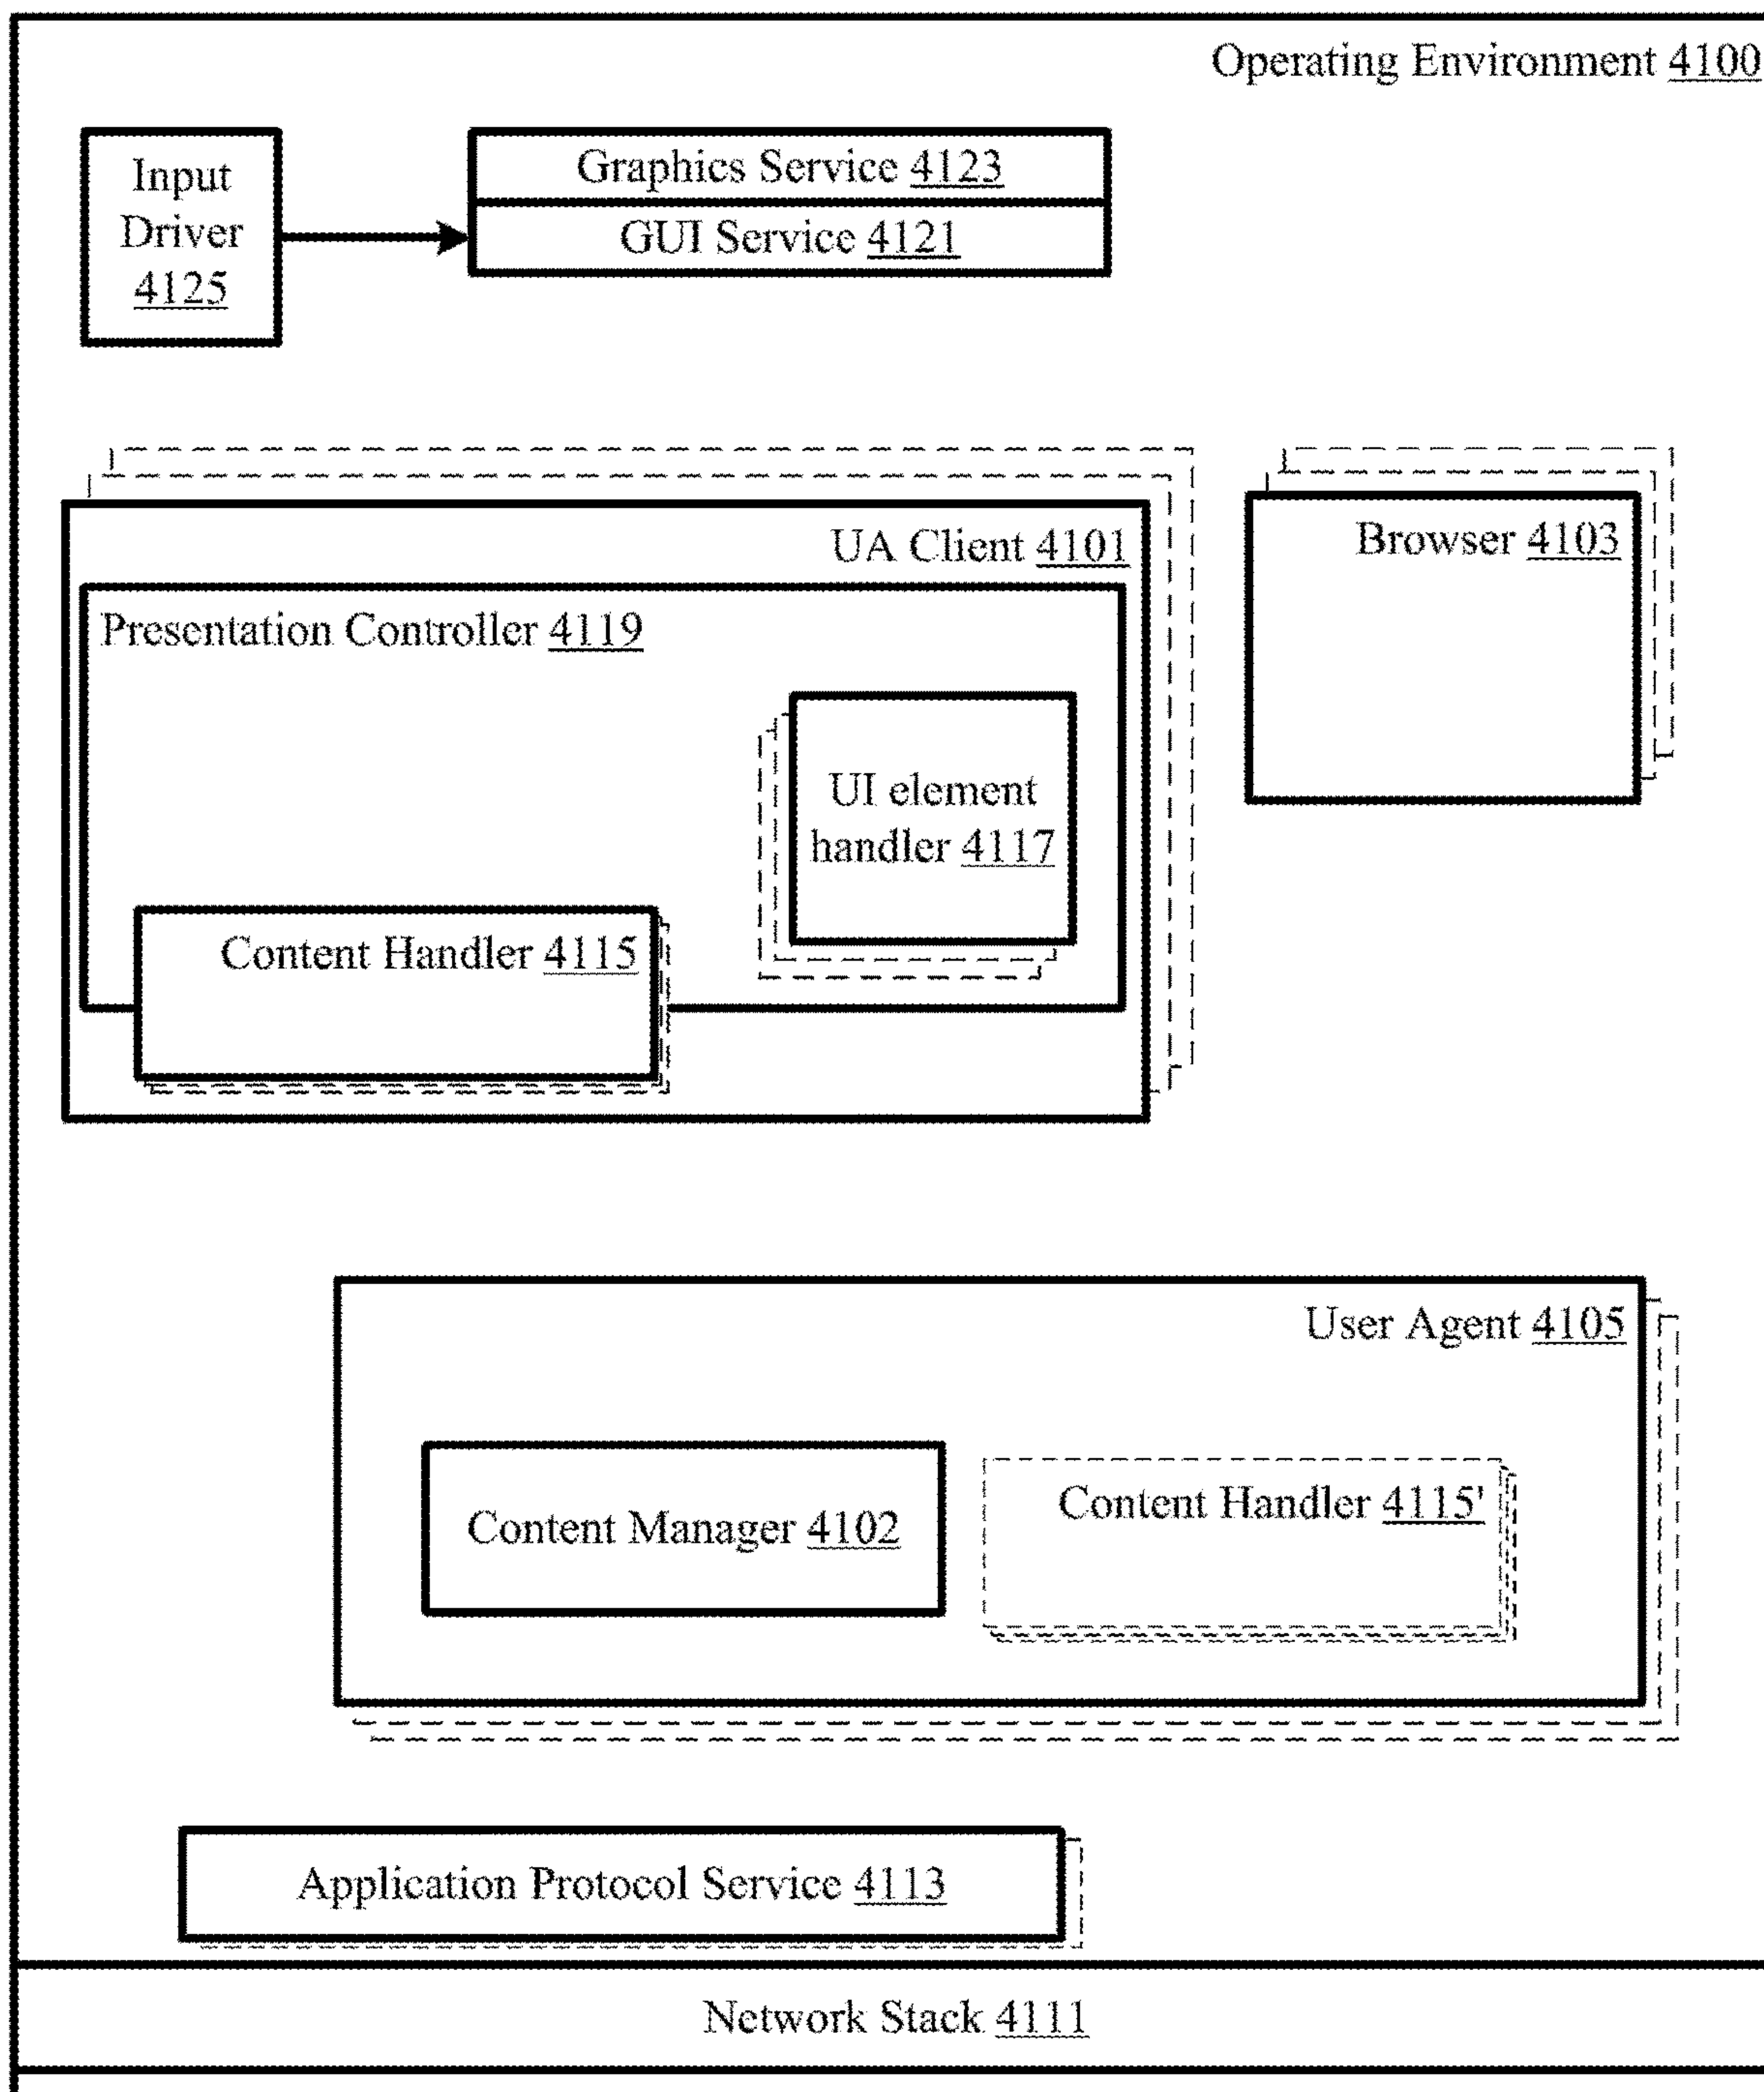 Operating Environment 4100
Input
Driver
4125
Graphics Service 4123
GUI Service 4121
UA Client 4101
Browser 4103
Presentation Controller 4119
UI element
handler 4117
Content Handler 4115
User Agent 4105
Content Manager 4102
Content Handler 4115'
Application Protocol Service 4113
Network Stack 4111